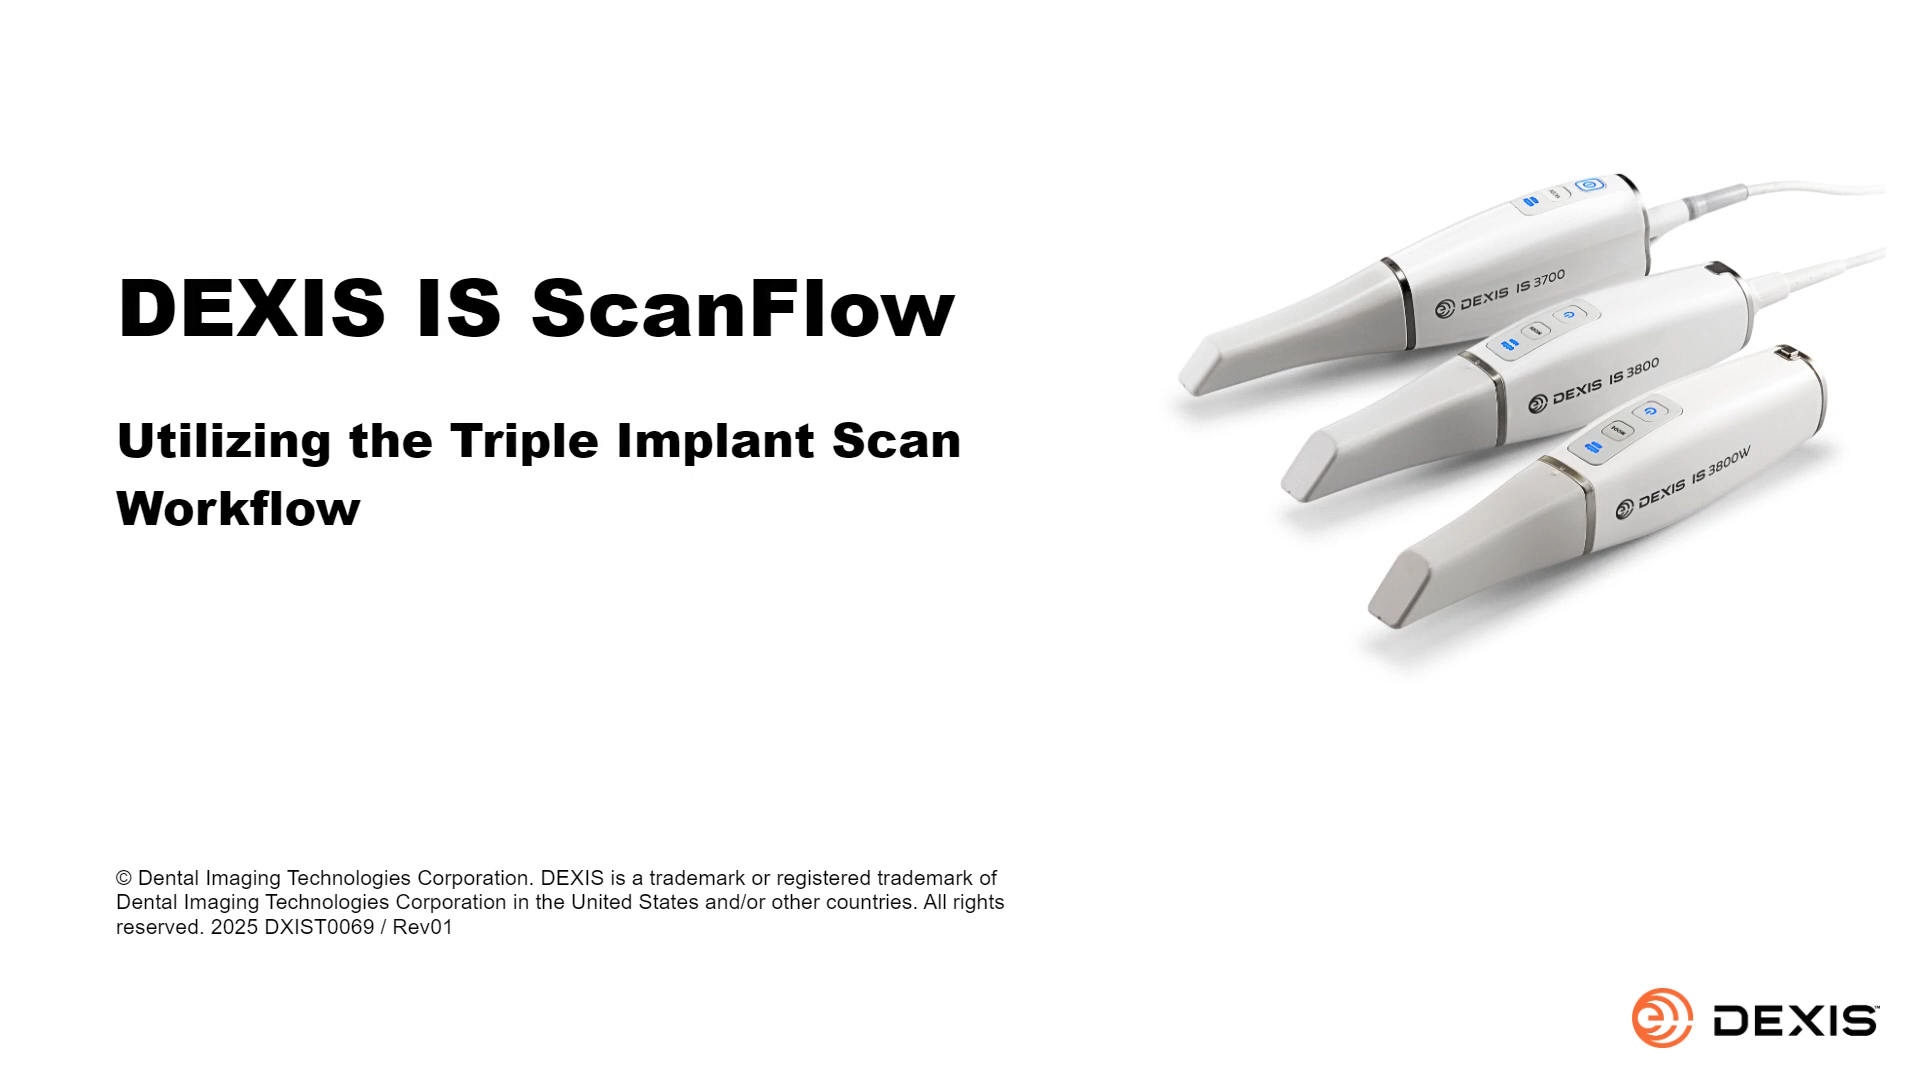 DEXIS IS ScanFlow
Utilizing the Triple Implant Scan
Workflow
DEXIS IS 3700
DEXIS IS 3800
DEXIS IS 3800W
© Dental Imaging Technologies Corporation. DEXIS is a trademark or registered trademark of
Dental Imaging Technologies Corporation in the United States and/or other countries. All rights
reserved. 2025 DXIST0069 / Rev01
DEXIS™